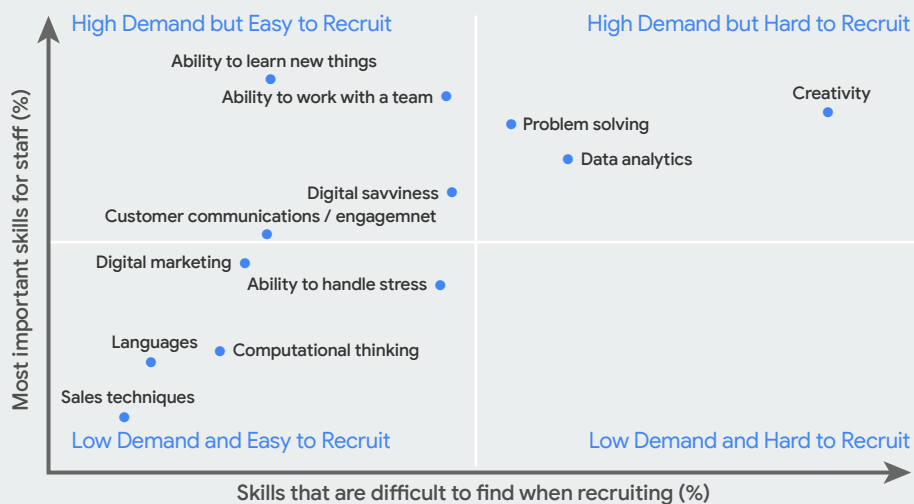 High Demand but Easy to Recruit
High Demand but Hard to Recruit
Ability to learn new things
Ability to work with a team
Creativity
Problem solving
Data analytics
Digital savviness
Customer communications / engagemnet
Digital marketing
Ability to handle stress
Languages
Computational thinking
Sales techniques
Low Demand and Easy to Recruit
Low Demand and Hard to Recruit
Most important skills for staff (%)
Skills that are difficult to find when recruiting (%)